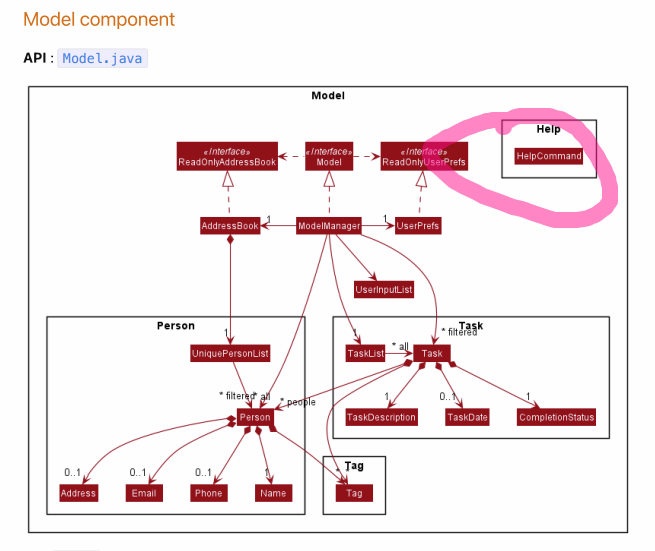 Model component
API : Model.java
Model
Help
HelpCommand
«Interface»
ReadOnlyAddressBook
«Interface»
Model
«Interface»
ReadOnlyUserPrefs
AddressBook
1
ModelManager
1
UserPrefs
UserInputList
Person
1
UniquePersonList
1
TaskList
* all
* filtered
Task
Task
* filtered
* all
* people
Person
1
TaskDescription
0..1
TaskDate
1
CompletionStatus
0..1
Address
0..1
Email
0..1
Phone
1
Name
Tag
*
Tag